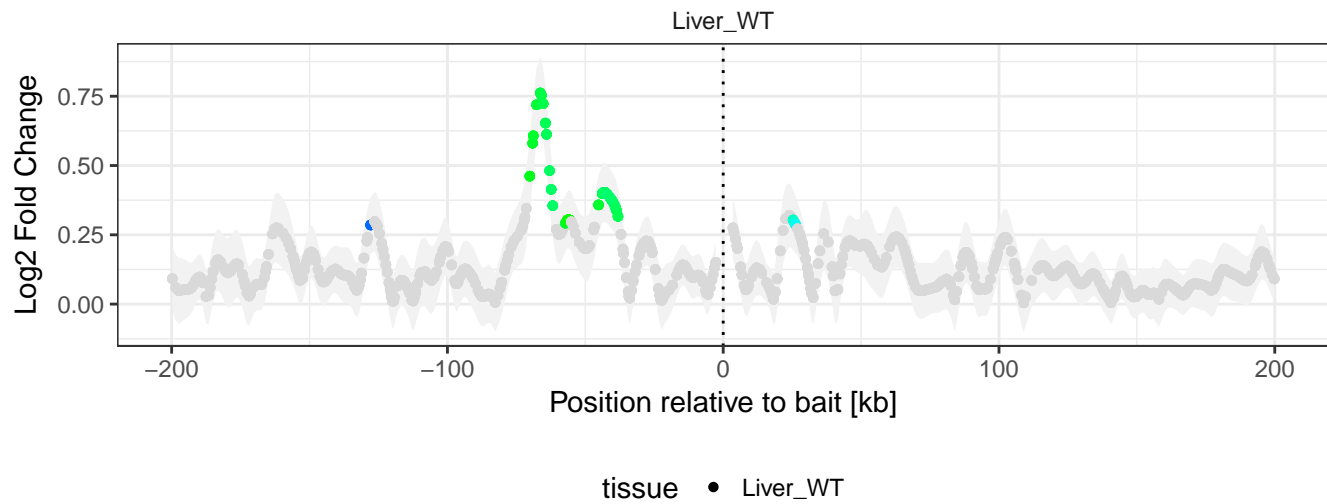 Liver_WT
Log2 Fold Change
0.75
0.50
0.25
0.00
−200
−100
0
100
200
Position relative to bait [kb]
tissue
Liver_WT